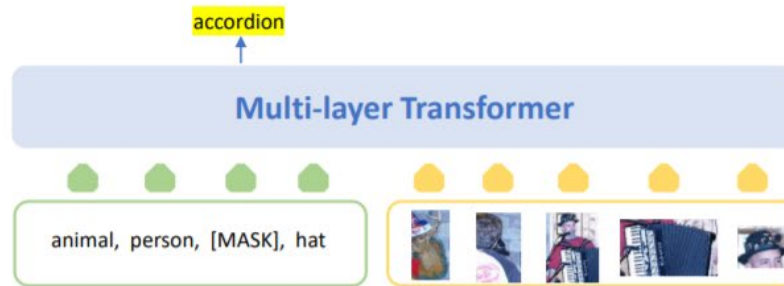 accordion
Multi-layer Transformer
animal, person, [MASK], hat